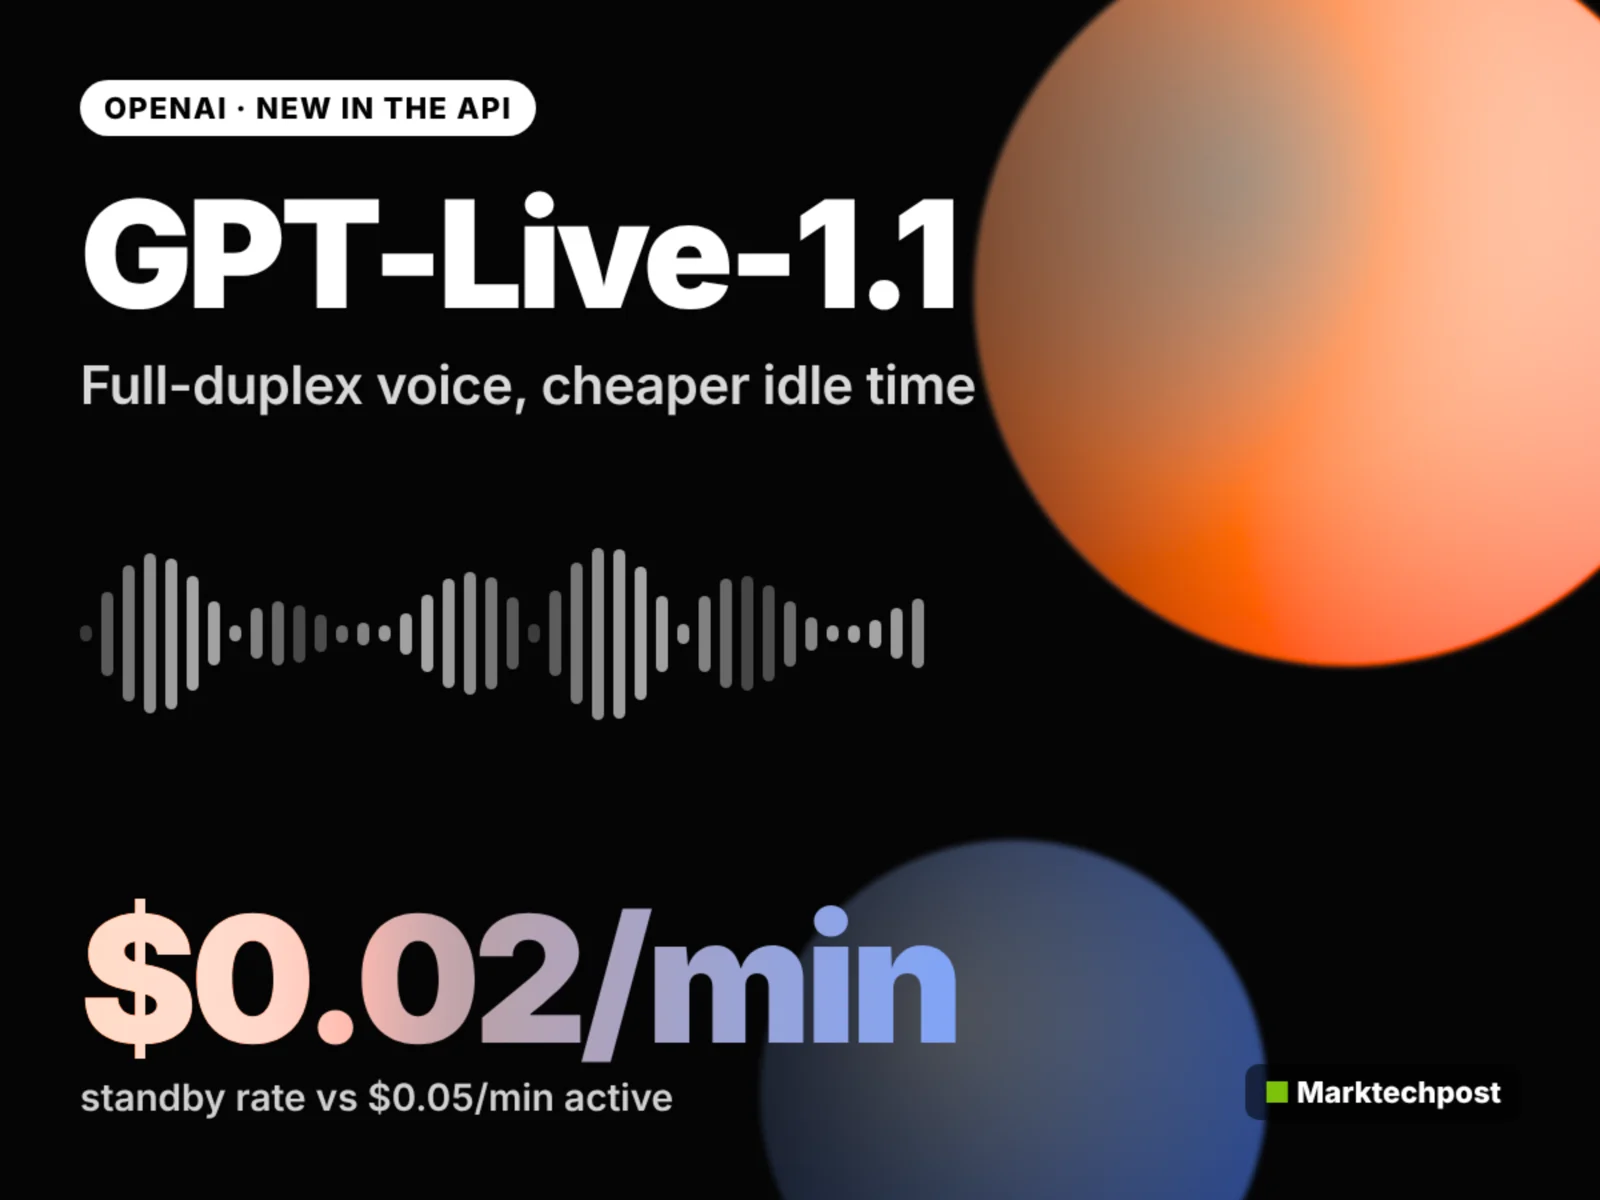 OPENAI · NEW IN THE API
GPT-Live-1.1
Full-duplex voice, cheaper idle time
$0.02/min
standby rate vs $0.05/min active
Marktechpost